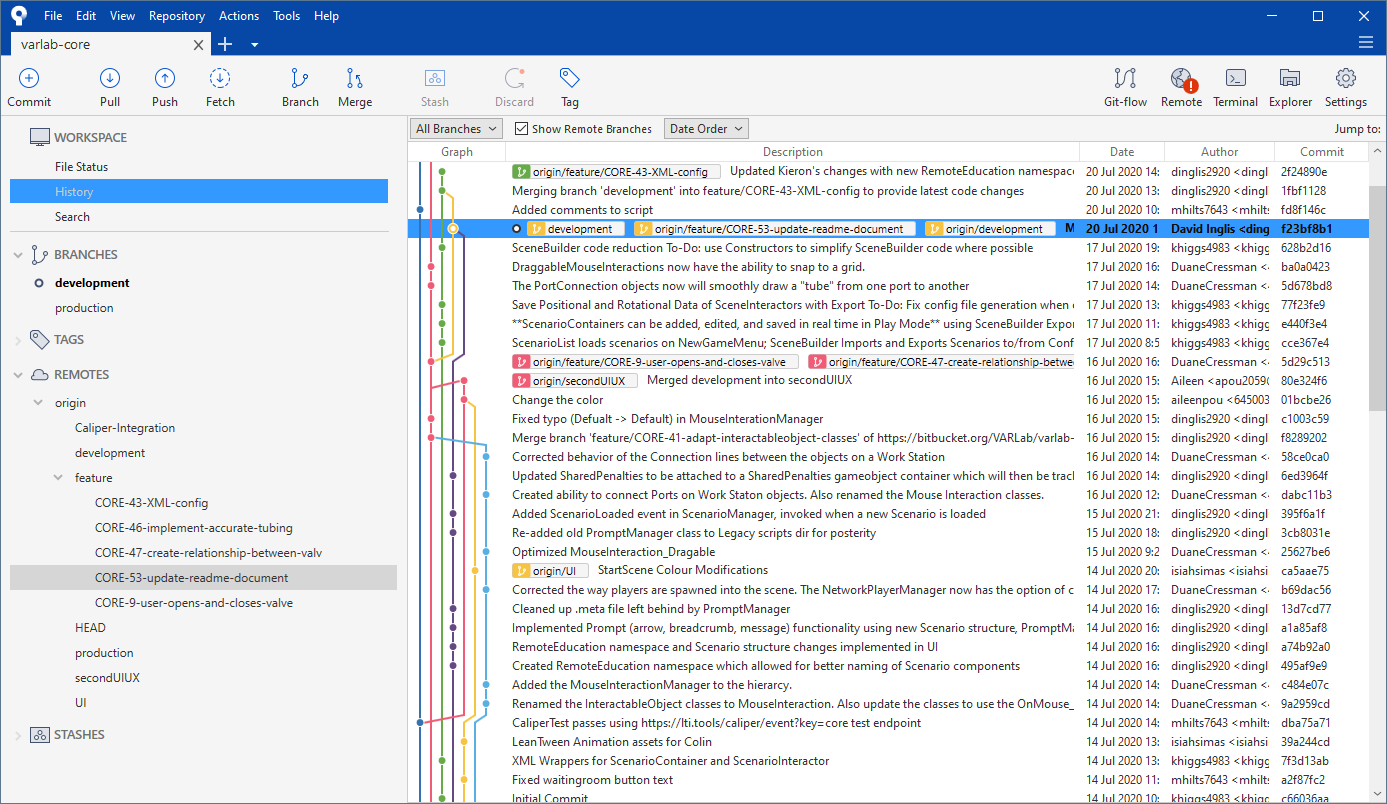 File Edit View Repository Actions Tools Help
varlab-core
Commit Pull Push Fetch Branch Merge Stash Discard Tag Git-flow Remote Terminal Explorer Settings
WORKSPACE
File Status
History
Search
BRANCHES
development
production
TAGS
REMOTES
origin
Caliper-Integration
development
feature
CORE-43-XML-config
CORE-46-implement-accurate-tubing
CORE-47-create-relationship-between-valv
CORE-53-update-readme-document
CORE-9-user-opens-and-closes-valve
HEAD
production
secondUIUX
UI
STASHES
All Branches Show Remote Branches Date Order Jump to:
Graph Description Date Author Commit
origin/feature/CORE-43-XML-config Updated Kieron's changes with new RemoteEducation namespace 20 Jul 2020 14: dinglis2920 <dingl 2f24890e
Merging branch 'development' into feature/CORE-43-XML-config to provide latest code changes 20 Jul 2020 13: dinglis2920 <dingl 1fbf1128
Added comments to script 20 Jul 2020 10: mhilts7643 <mhilts fd8f146c
development origin/feature/CORE-53-update-readme-document origin/development M 20 Jul 2020 1 David Inglis <ding f23bf8b1
SceneBuilder code reduction To-Do: use Constructors to simplify SceneBuilder code where possible 17 Jul 2020 19: khiggs4983 <khigg 628b2d16
DraggableMouseInteractions now have the ability to snap to a grid. 17 Jul 2020 16: DuaneCressman < ba0a0423
The PortConnection objects now will smoothly draw a "tube" from one port to another 17 Jul 2020 14: DuaneCressman < 5d678bd8
Save Positional and Rotational Data of SceneInteractors with Export To-Do: Fix config file generation when 17 Jul 2020 13: khiggs4983 <khigg 77f23fe9
**ScenarioContainers can be added, edited, and saved in real time in Play Mode** using SceneBuilder Expor 17 Jul 2020 11: khiggs4983 <khigg e440f3e4
ScenarioList loads scenarios on NewGameMenu; SceneBuilder Imports and Exports Scenarios to/from Conf 17 Jul 2020 8:5 khiggs4983 <khigg cce367e4
origin/feature/CORE-9-user-opens-and-closes-valve origin/feature/CORE-47-create-relationship-betwee 16 Jul 2020 16: DuaneCressman < 5d29c513
origin/secondUIUX Merged development into secondUIUX 16 Jul 2020 15: Aileen <apou2059 80e324f6
Change the color 16 Jul 2020 15: aileenpou <645003 01bcbe26
Fixed typo (Defualt -> Default) in MouseInterationManager 16 Jul 2020 15: dinglis2920 <dingl c1003c59
Merge branch 'feature/CORE-41-adapt-interactableobject-classes' of https://bitbucket.org/VARLab/varlab- 16 Jul 2020 15: dinglis2920 <dingl f8289202
Corrected behavior of the Connection lines between the objects on a Work Station 16 Jul 2020 14: DuaneCressman < 58ce0ca0
Updated SharedPenalties to be attached to a SharedPenalties gameobject container which will then be trac 16 Jul 2020 14: dinglis2920 <dingl 6ed3964f
Created ability to connect Ports on Work Staton objects. Also renamed the Mouse Interaction classes. 16 Jul 2020 12: DuaneCressman < dabc11b3
Added ScenarioLoaded event in ScenarioManager, invoked when a new Scenario is loaded 15 Jul 2020 21: dinglis2920 <dingl 395f6a1f
Re-added old PromptManager class to Legacy scripts dir for posterity 15 Jul 2020 18: dinglis2920 <dingl 3cb8031e
Optimized MouseInteraction_Dragable 15 Jul 2020 9:2 DuaneCressman < 25627be6
origin/UI StartScene Colour Modifications 14 Jul 2020 20: isiahsimas <isiahsi ca5aae75
Corrected the way players are spawned into the scene. The NetworkPlayerManager now has the option of c 14 Jul 2020 17: DuaneCressman < b69dac56
Cleaned up .meta file left behind by PromptManager 14 Jul 2020 16: dinglis2920 <dingl 13d7cd77
Implemented Prompt (arrow, breadcrumb, message) functionality using new Scenario structure, PromptMa 14 Jul 2020 16: dinglis2920 <dingl a1a85af8
RemoteEducation namespace and Scenario structure changes implemented in UI 14 Jul 2020 16: dinglis2920 <dingl a74b92a0
Created RemoteEducation namespace which allowed for better naming of Scenario components 14 Jul 2020 16: dinglis2920 <dingl 495af9e9
Added the MouseInteractionManager to the hierarcy. 14 Jul 2020 16: DuaneCressman < c484e07c
Renamed the InteractableObject classes to MouseInteraction. Also update the classes to use the OnMouse_ 14 Jul 2020 14: DuaneCressman < 9a2959cd
CaliperTest passes using https://lti.tools/caliper/event?key=core test endpoint 14 Jul 2020 14: mhilts7643 <mhilts dba75a71
LeanTween Animation assets for Colin 14 Jul 2020 13: isiahsimas <isiahsi 39a244cd
XML Wrappers for ScenarioContainer and ScenarioInteractor 14 Jul 2020 13: khiggs4983 <khigg 7f3d13ab
Fixed waitingroom button text 14 Jul 2020 11: mhilts7643 <mhilts a2f87fc2
Initial Commit 14 Jul 2020 10: khiggs4983 <khigg c66036aa